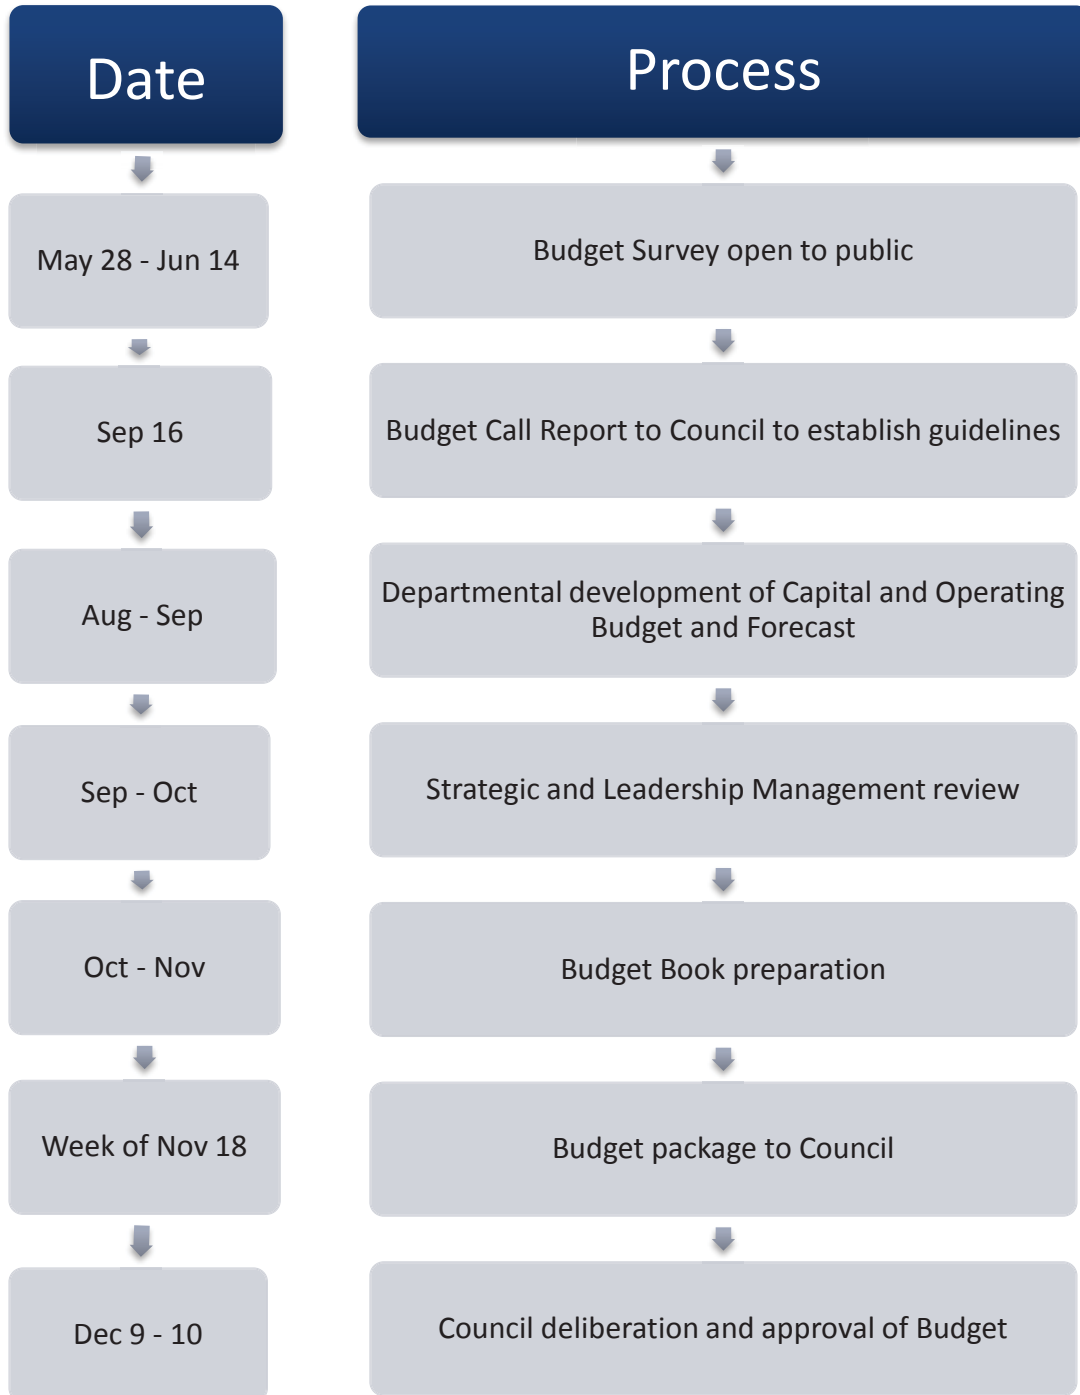 Date
Process
May 28 - Jun 14
Budget Survey open to public
Sep 16
Budget Call Report to Council to establish guidelines
Aug - Sep
Departmental development of Capital and Operating
Budget and Forecast
Sep - Oct
Strategic and Leadership Management review
Oct - Nov
Budget Book preparation
Week of Nov 18
Budget package to Council
Dec 9 - 10
Council deliberation and approval of Budget